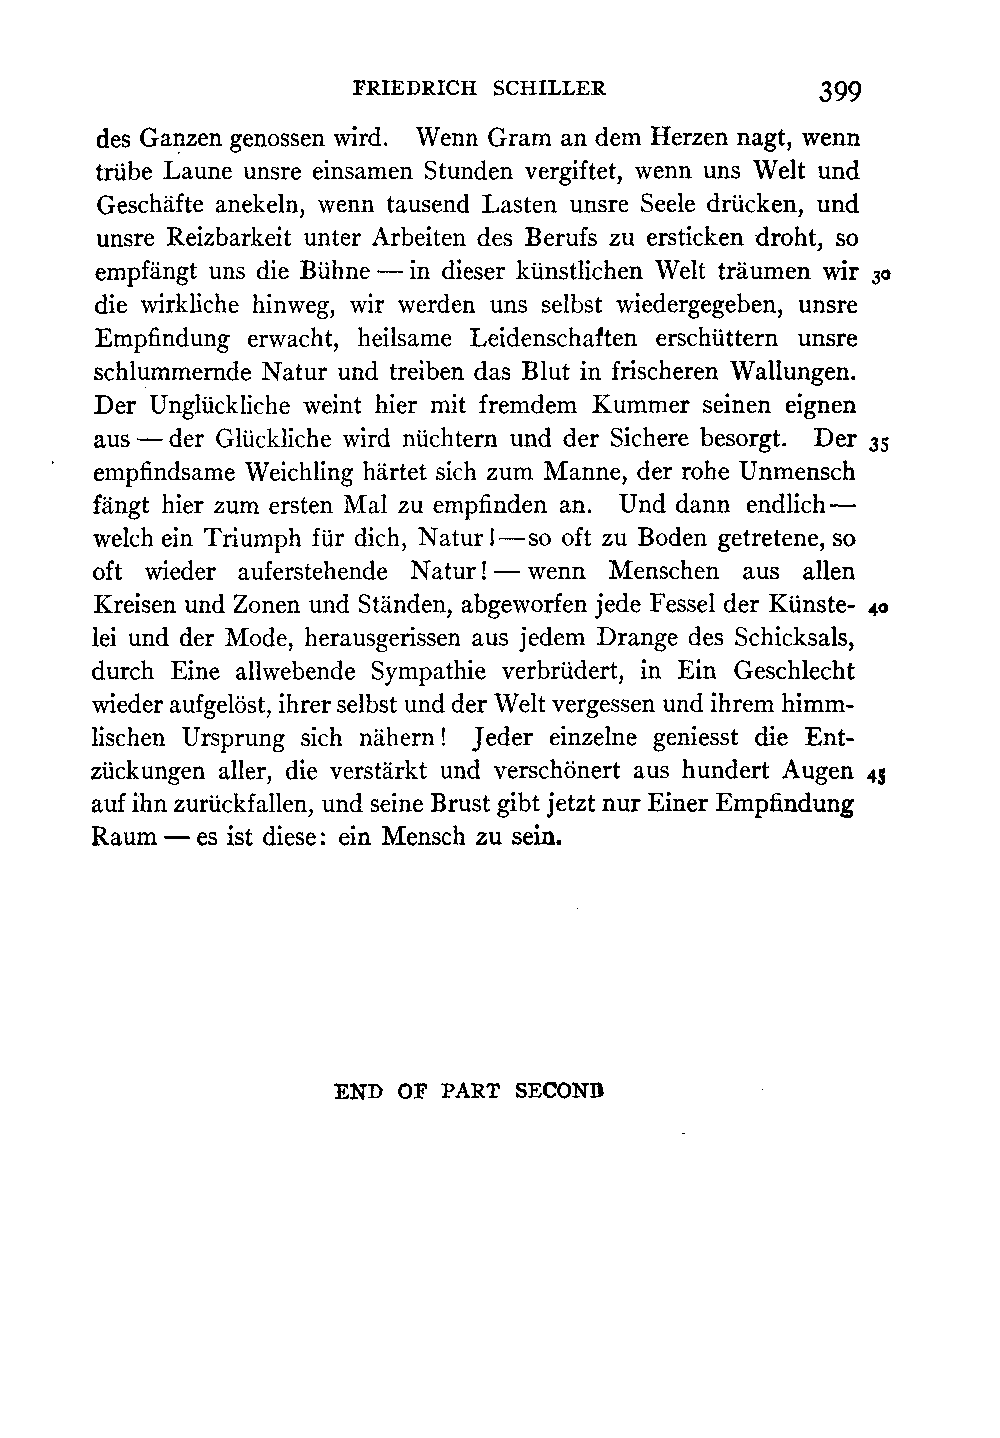 FRIEDRICH SCHILLER 399
des Ganzen genossen wird. Wenn Gram an dem Herzen nagt, wenn
trübe Laune unsre einsamen Stunden vergiftet, wenn uns Welt und
Geschäfte anekeln, wenn tausend Lasten unsre Seele drücken, und
unsre Reizbarkeit unter Arbeiten des Berufs zu ersticken droht, so
empfängt uns die Bühne — in dieser künstlichen Welt träumen wir 30
die wirkliche hinweg, wir werden uns selbst wiedergegeben, unsre
Empfindung erwacht, heilsame Leidenschaften erschüttern unsre
schlummernde Natur und treiben das Blut in frischeren Wallungen.
Der Unglückliche weint hier mit fremdem Kummer seinen eignen
aus — der Glückliche wird nüchtern und der Sichere besorgt. Der 35
empfindsame Weichling härtet sich zum Manne, der rohe Unmensch
fängt hier zum ersten Mal zu empfinden an. Und dann endlich —
welch ein Triumph für dich, Natur! — so oft zu Boden getretene, so
oft wieder auferstehende Natur! — wenn Menschen aus allen
Kreisen und Zonen und Ständen, abgeworfen jede Fessel der Künste- 40
lei und der Mode, herausgerissen aus jedem Drange des Schicksals,
durch Eine allwebende Sympathie verbrüdert, in Ein Geschlecht
wieder aufgelöst, ihrer selbst und der Welt vergessen und ihrem himm-
lischen Ursprung sich nähern! Jeder einzelne geniesst die Ent-
zückungen aller, die verstärkt und verschönert aus hundert Augen 45
auf ihn zurückfallen, und seine Brust gibt jetzt nur Einer Empfindung
Raum — es ist diese: ein Mensch zu sein.
END OF PART SECOND